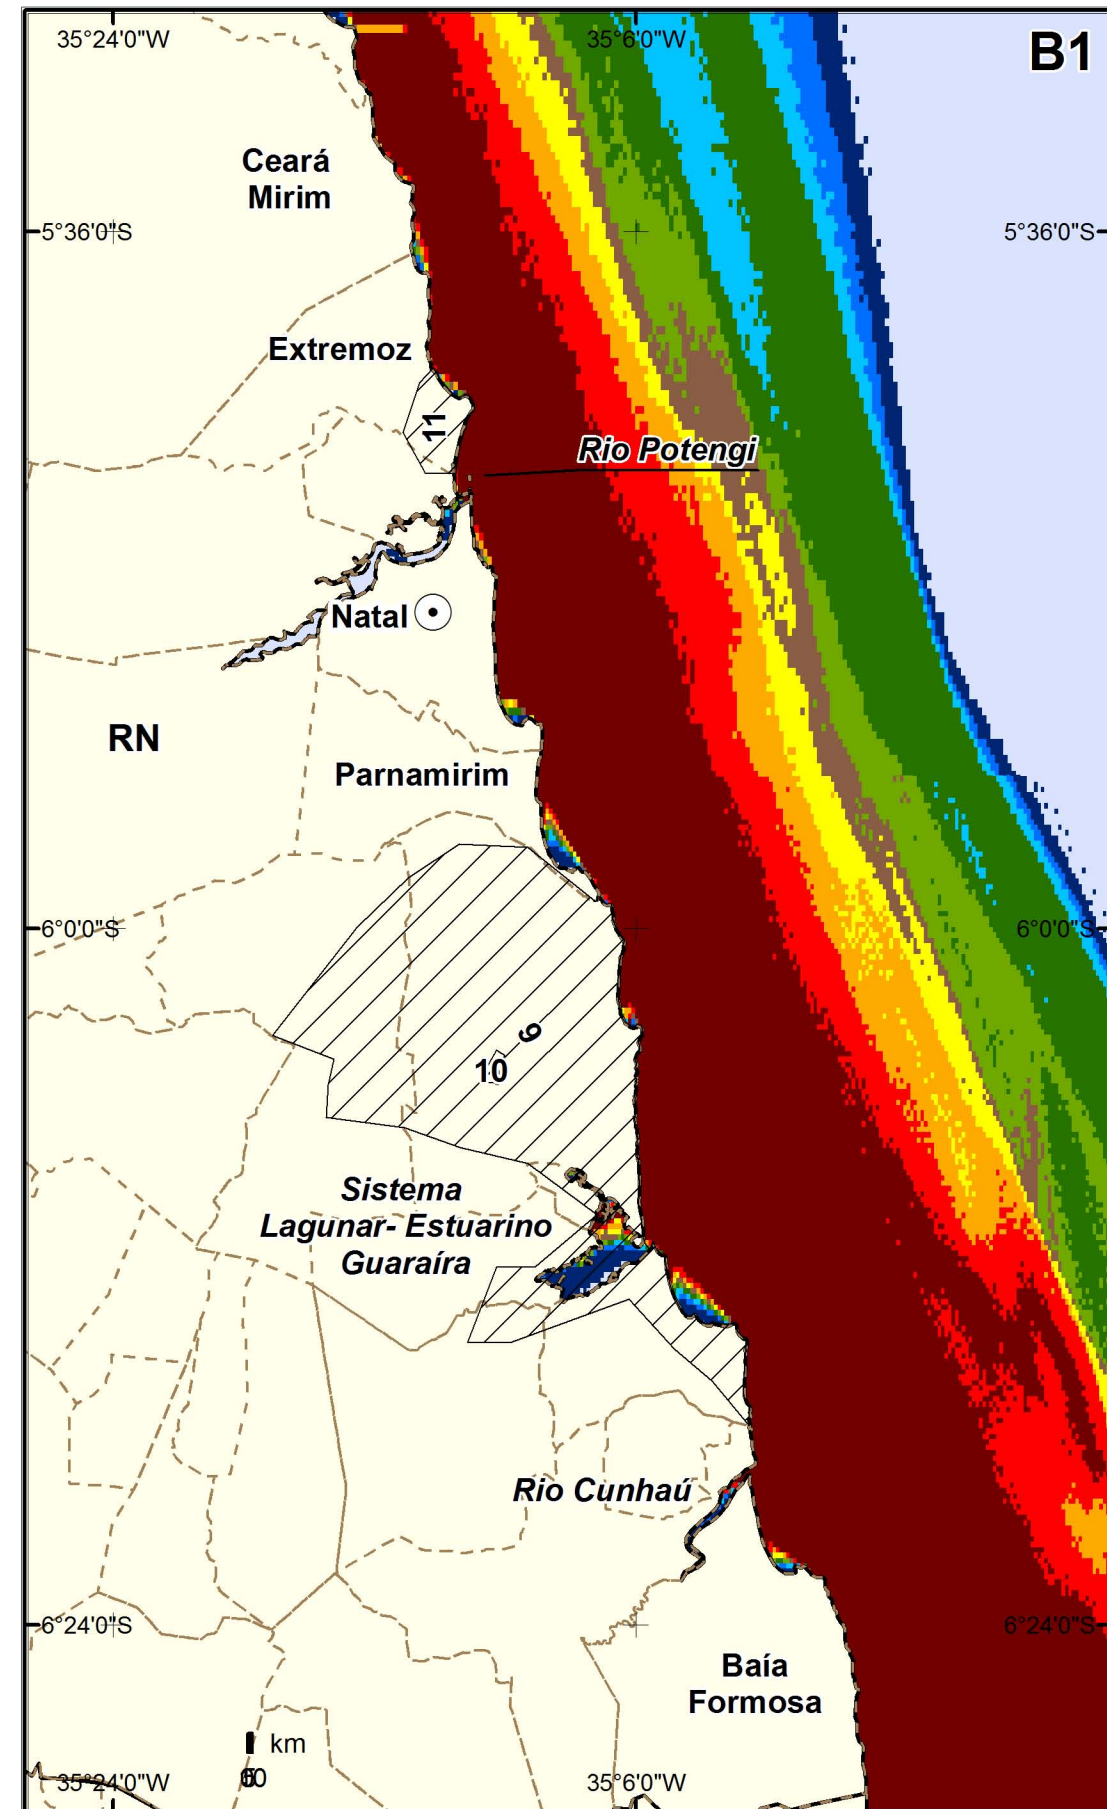 35°24'0"W
35°6'0"W
B1
Ceará
Mirim
5°36'0"S
5°36'0"S
Extremoz
11
Rio Potengi
Natal
RN
Parnamirim
6°0'0"S
6°0'0"S
9
10
Sistema
Lagunar- Estuarino
Guaraíra
Rio Cunhaú
6°24'0"S
6°24'0"S
Baía
Formosa
km
35°24'0"W
35°6'0"W